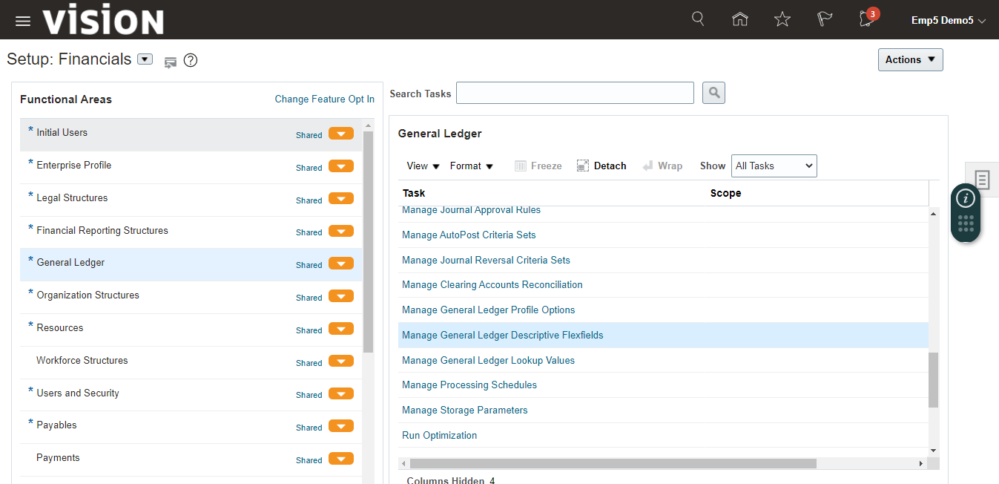 vision
3
Emp5 Demo5
Setup: Financials
?
Actions
Functional Areas
Change Feature Opt In
* Initial Users Shared
* Enterprise Profile Shared
* Legal Structures Shared
* Financial Reporting Structures Shared
* General Ledger Shared
* Organization Structures Shared
* Resources Shared
Workforce Structures Shared
* Users and Security Shared
* Payables Shared
Payments Shared
Search Tasks
General Ledger
View Format Freeze Detach Wrap Show All Tasks
Task Scope
Manage Journal Approval Rules
Manage AutoPost Criteria Sets
Manage Journal Reversal Criteria Sets
Manage Clearing Accounts Reconciliation
Manage General Ledger Profile Options
Manage General Ledger Descriptive Flexfields
Manage General Ledger Lookup Values
Manage Processing Schedules
Manage Storage Parameters
Run Optimization
Columns Hidden 4
i